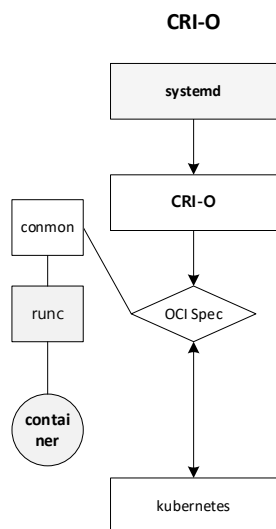 CRI-O
systemd
CRI-O
conmon
OCI Spec
runc
contai
ner
kubernetes